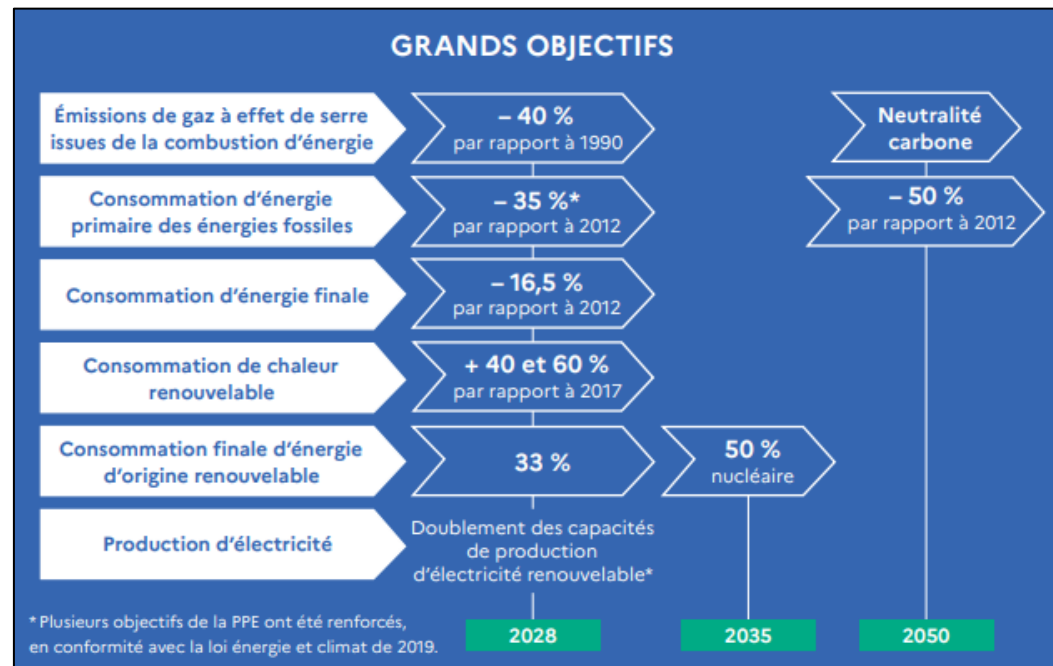 GRANDS OBJECTIFS
Émissions de gaz à effet de serre
issues de la combustion d'énergie
– 40 %
par rapport à 1990
Neutralité
carbone
Consommation d'énergie
primaire des énergies fossiles
– 35 %*
par rapport à 2012
– 50 %
par rapport à 2012
Consommation d'énergie finale
– 16,5 %
par rapport à 2012
Consommation de chaleur
renouvelable
+ 40 et 60 %
par rapport à 2017
Consommation finale d'énergie
d'origine renouvelable
33 %
50 %
nucléaire
Production d'électricité
Doublement des capacités
de production
d'électricité renouvelable*
* Plusieurs objectifs de la PPE ont été renforcés,
en conformité avec la loi énergie et climat de 2019.
2028
2035
2050